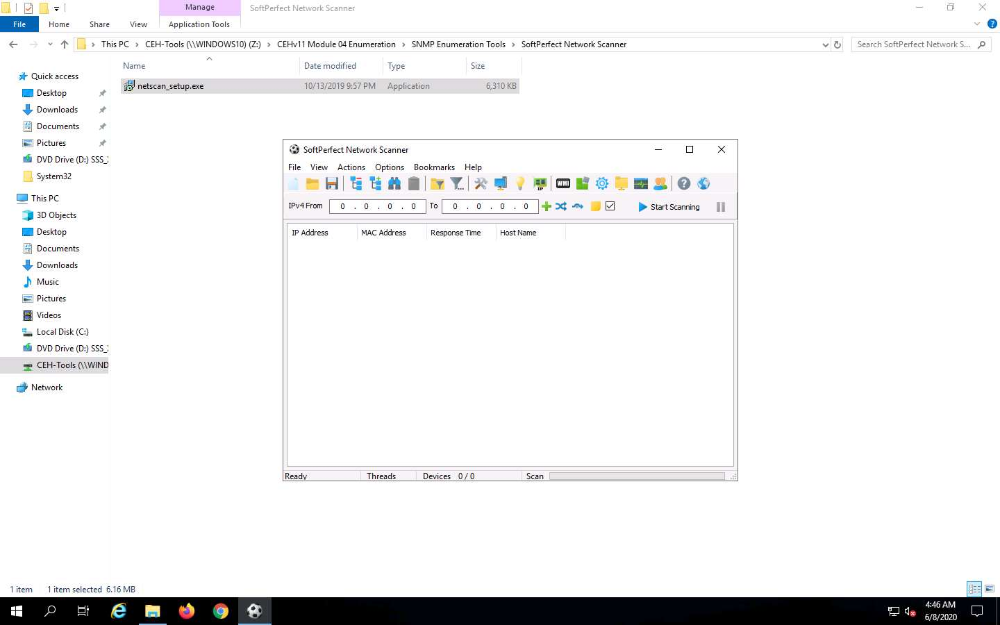 Manage
SoftPerfect Network Scanner
File
Home
Share
View
Application Tools
This PC
CEH-Tools (\\WINDOWS10) (Z:)
CEHv11 Module 04 Enumeration
SNMP Enumeration Tools
SoftPerfect Network Scanner
Search SoftPerfect Network S...
Name
Date modified
Type
Size
netscan_setup.exe
10/13/2019 9:57 PM
Application
6,310 KB
Quick access
Desktop
Downloads
Documents
Pictures
DVD Drive (D:) SSS_
System32
This PC
3D Objects
Desktop
Documents
Downloads
Music
Pictures
Videos
Local Disk (C:)
DVD Drive (D:) SSS_
CEH-Tools (\\WIND
Network
SoftPerfect Network Scanner
File
View
Actions
Options
Bookmarks
Help
IP
WMI
IPv4 From
0 . 0 . 0 . 0
To
0 . 0 . 0 . 0
Start Scanning
IP Address
MAC Address
Response Time
Host Name
Ready
Threads
Devices 0 / 0
Scan
1 item
1 item selected 6.16 MB
4:46 AM
6/8/2020